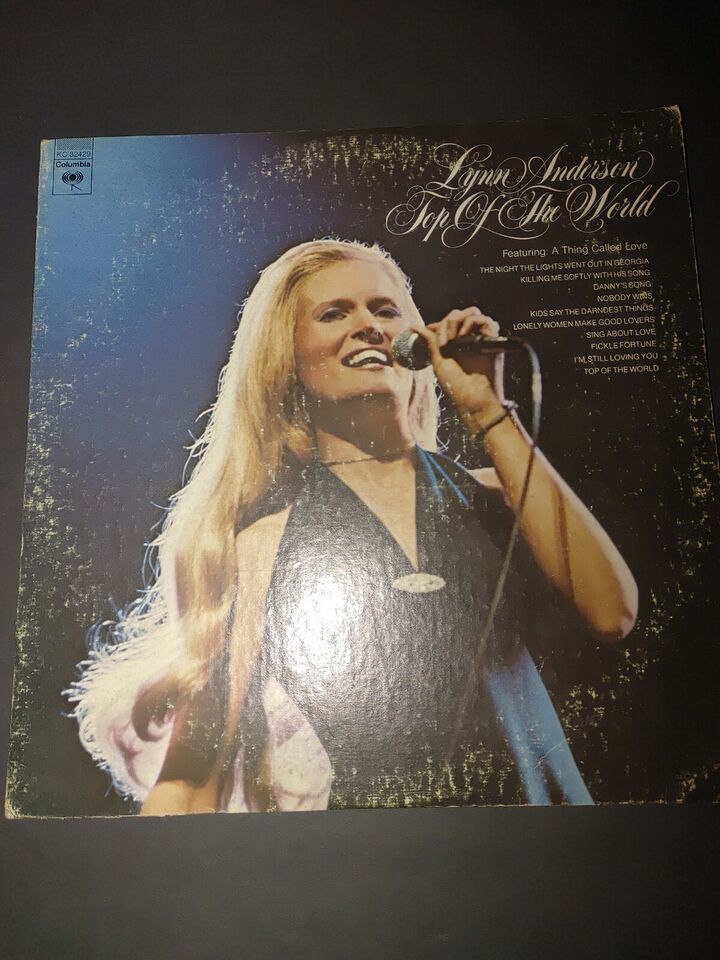 KC 32429
Columbia
Lynn Anderson
Top Of The World
Featuring: A Thing Called Love
THE NIGHT THE LIGHTS WENT OUT IN GEORGIA
KILLING ME SOFTLY WITH HIS SONG
DANNY'S SONG
NOBODY WINS
KIDS SAY THE DARNDEST THINGS
LONELY WOMEN MAKE GOOD LOVERS
SING ABOUT LOVE
FICKLE FORTUNE
I'M STILL LOVING YOU
TOP OF THE WORLD